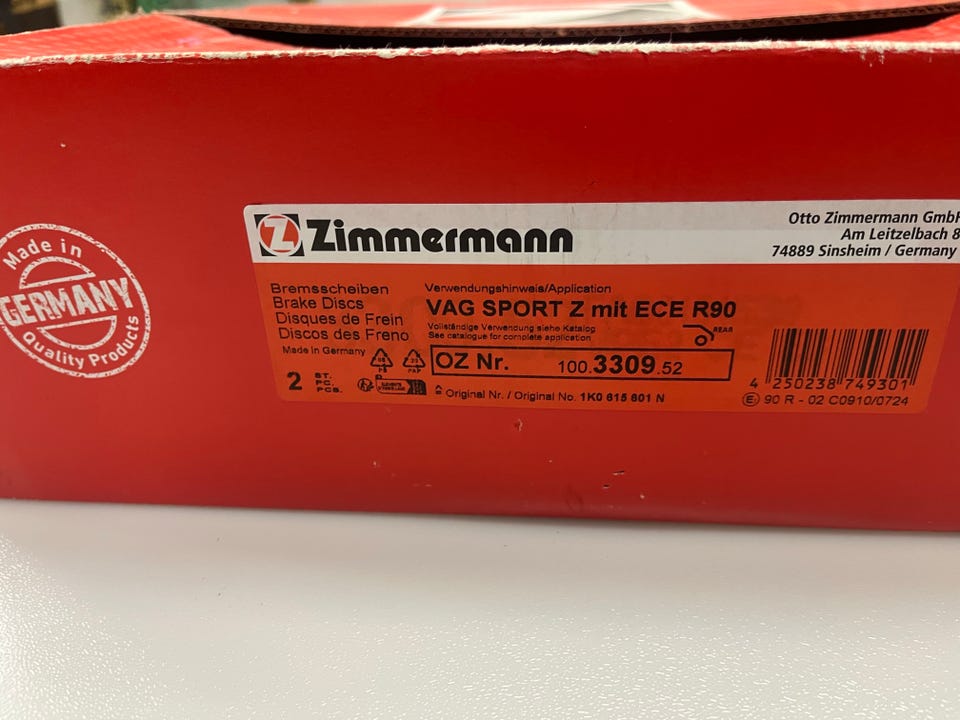 Made in
GERMANY
Quality Products
Z Zimmermann
Otto Zimmermann GmbH
Am Leitzelbach 8
74889 Sinsheim / Germany
Bremsscheiben
Brake Discs
Disques de Frein
Discos des Freno
Made in Germany
2 ST.
PC.
PCS.
Verwendungshinweis/Application
VAG SPORT Z mit ECE R90
Vollständige Verwendung siehe Katalog
See catalogue for complete application
REAR
OZ Nr. 100.3309.52
Original Nr. / Original No. 1K0 615 601 N
4 250238 749301
E 90 R - 02 C0910/0724